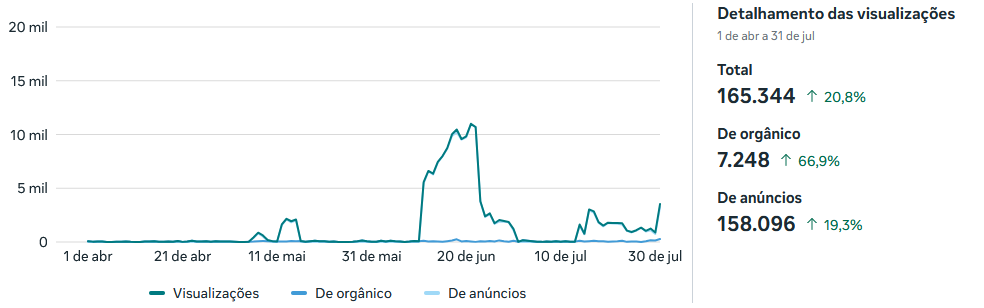 20 mil
15 mil
10 mil
5 mil
0
1 de abr
21 de abr
11 de mai
31 de mai
20 de jun
10 de jul
30 de jul
Visualizações
De orgânico
De anúncios
Detalhamento das visualizações
1 de abr a 31 de jul
Total
165.344 ↑ 20,8%
De orgânico
7.248 ↑ 66,9%
De anúncios
158.096 ↑ 19,3%